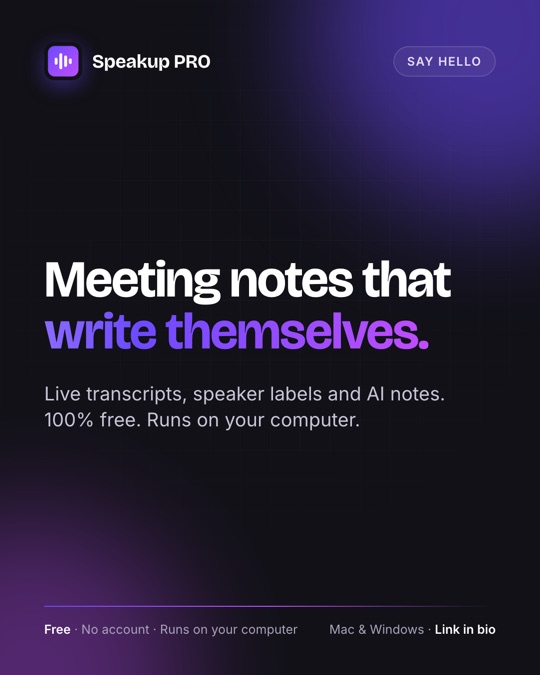 Speakup PRO
SAY HELLO
Meeting notes that
write themselves.
Live transcripts, speaker labels and AI notes.
100% free. Runs on your computer.
Free · No account · Runs on your computer
Mac & Windows · Link in bio